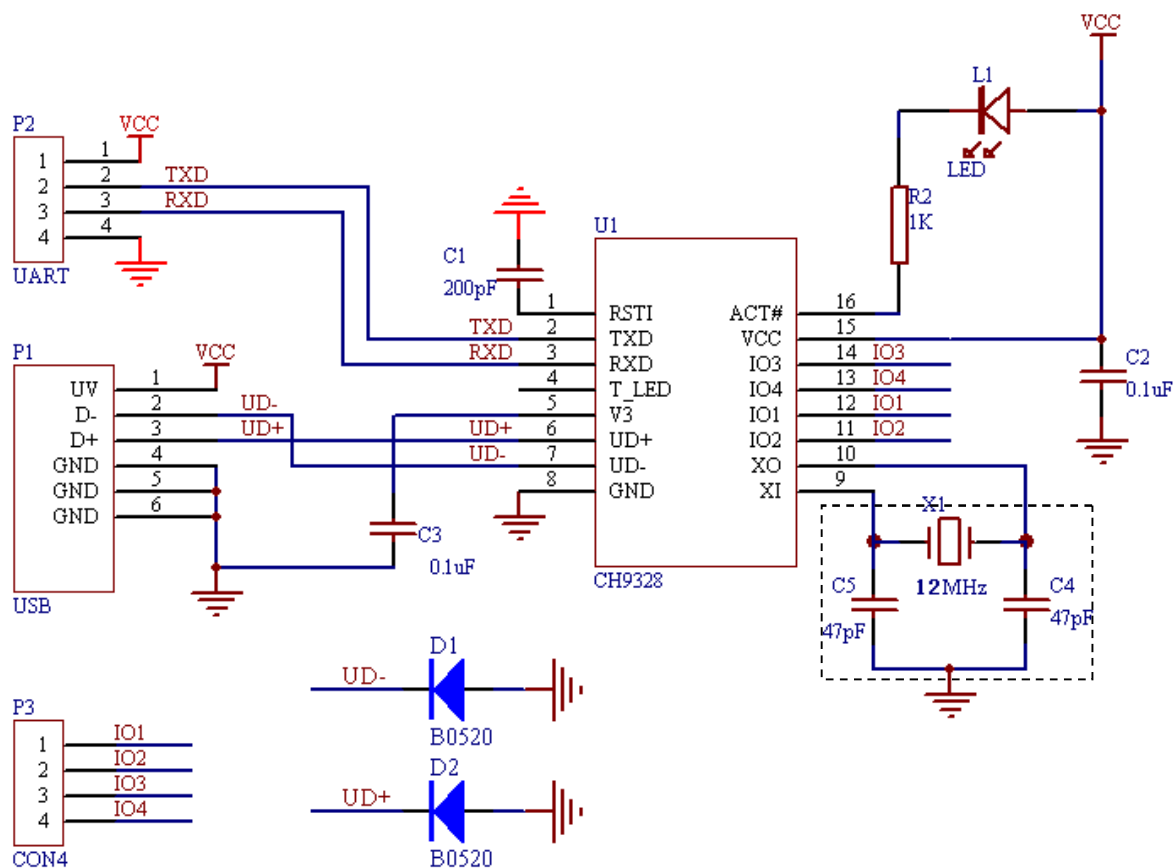 VCC
L1
LED
R2
1K
P2
VCC
1 1
2 2 TXD
3 3 RXD
4 4
UART
C1
200pF
U1
1 RSTI ACT# 16
TXD 2 TXD VCC 15
RXD 3 RXD IO3 14 IO3
4 T_LED IO4 13 IO4
5 V3 IO1 12 IO1
UD+ 6 UD+ IO2 11 IO2
UD- 7 UD- XO 10
8 GND XI 9
CH9328
C2
0.1uF
P1
VCC
UV 1
D- 2 UD-
D+ 3 UD+
GND 4
GND 5
GND 6
USB
C3
0.1uF
X1
12MHz
C5
47pF
C4
47pF
D1
UD-
B0520
D2
UD+
B0520
P3
1 IO1
2 IO2
3 IO3
4 IO4
CON4